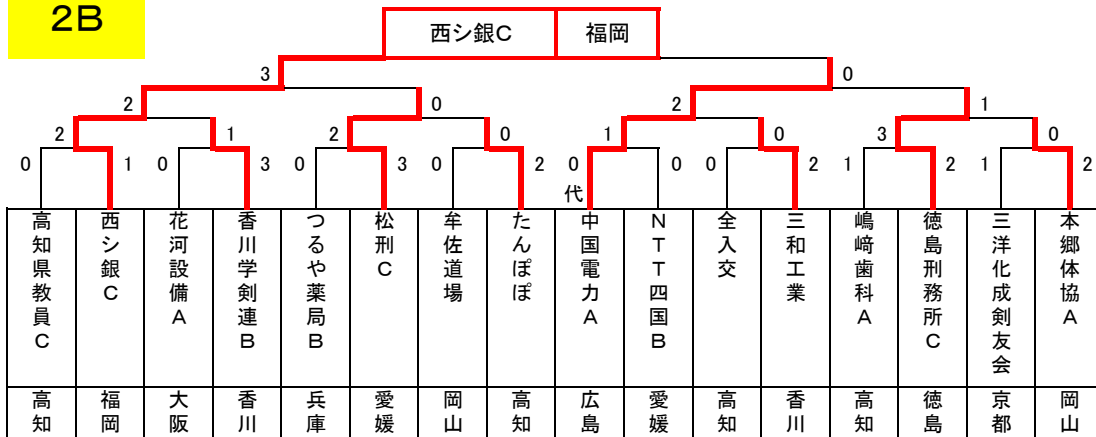 2B
西シ銀C 福岡
3 0
2 0 2 1
2 1 2 0 1 0 3 0
0 1 0 3 0 3 0 2 0 0 0 2 1 2 1 2
代
高知県教員C
西シ銀C
花河設備A
香川学剣連B
つるや薬局B
松刑C
牟佐道場
たんぽぽ
中国電力A
NTT四国B
全入交
三和工業
嶋﨑歯科A
徳島刑務所C
三洋化成剣友会
本郷体協A
高知 福岡 大阪 香川 兵庫 愛媛 岡山 高知 広島 愛媛 高知 香川 高知 徳島 京都 岡山